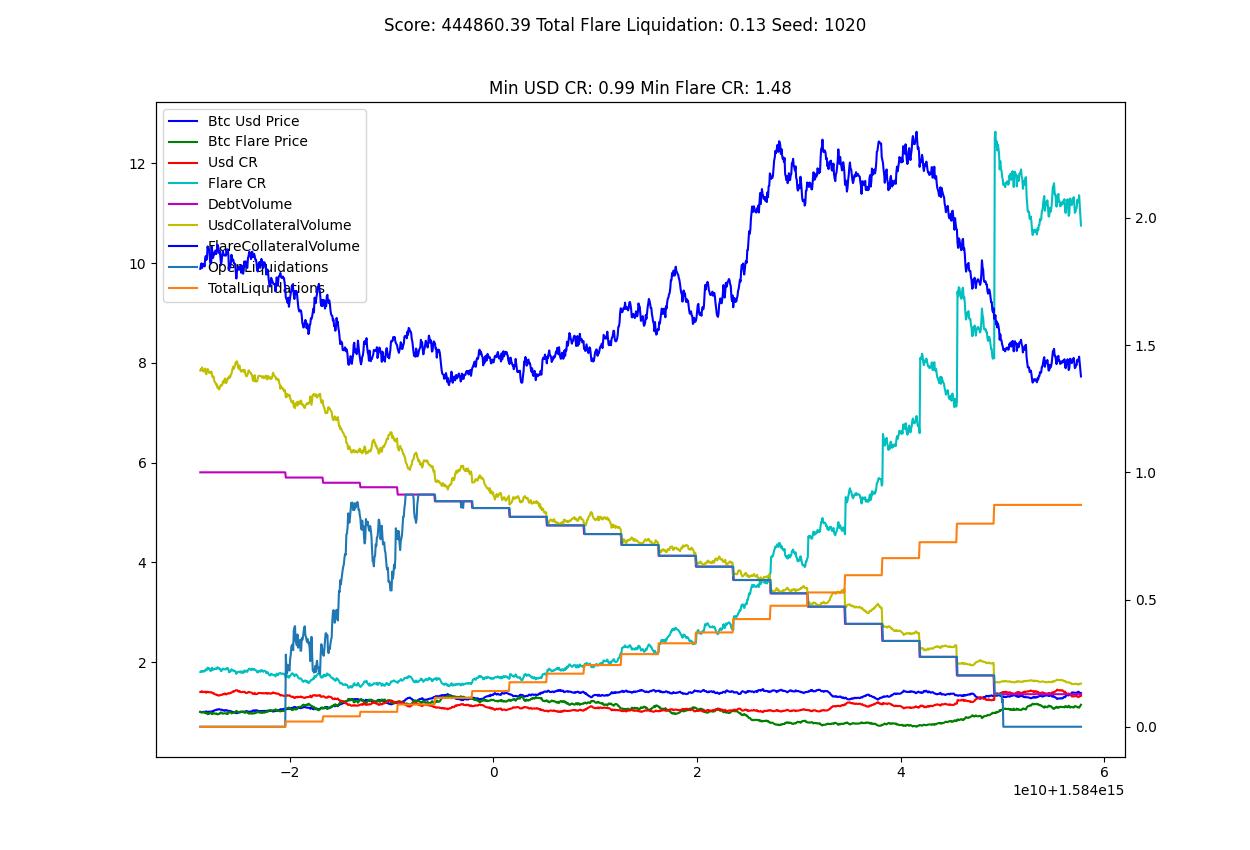 Score: 444860.39 Total Flare Liquidation: 0.13 Seed: 1020
Min USD CR: 0.99 Min Flare CR: 1.48
Btc Usd Price
Btc Flare Price
Usd CR
Flare CR
DebtVolume
UsdCollateralVolume
FlareCollateralVolume
OpenLiquidations
TotalLiquidations
12
10
8
6
4
2
2.0
1.5
1.0
0.5
0.0
−2
0
2
4
6
1e10+1.584e15